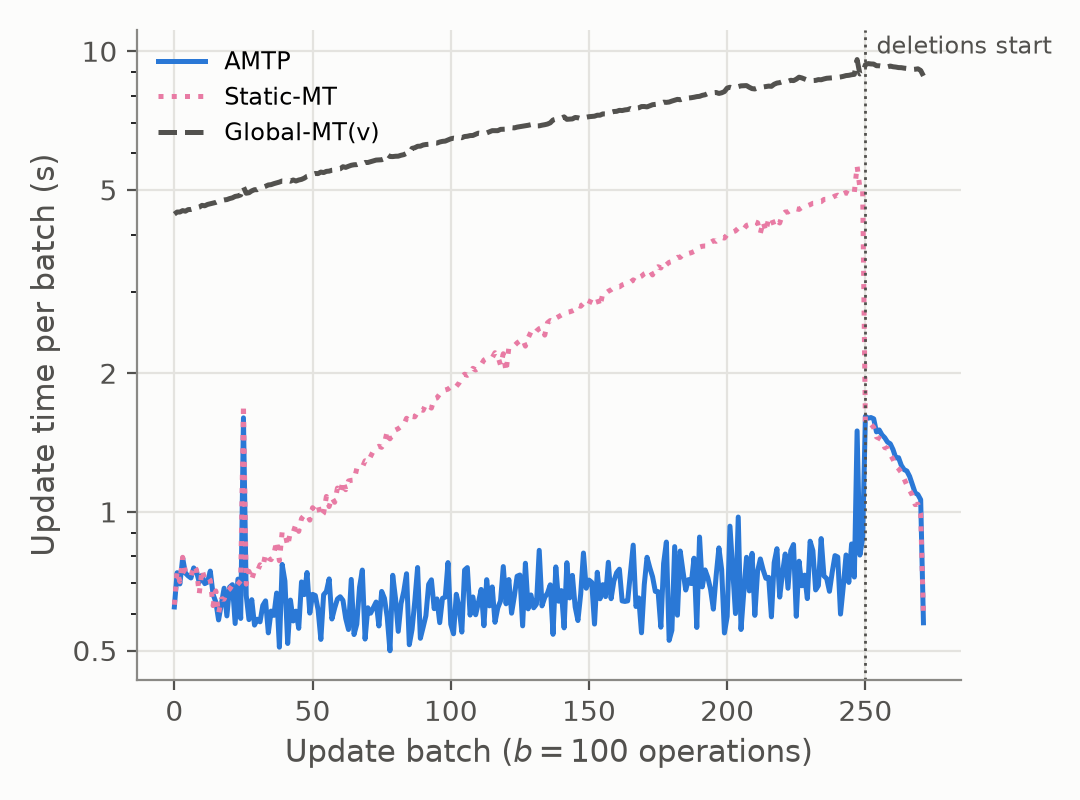 deletions start
AMTP
Static-MT
Global-MT(v)
Update time per batch (s)
10
5
2
1
0.5
0 50 100 150 200 250
Update batch (b = 100 operations)